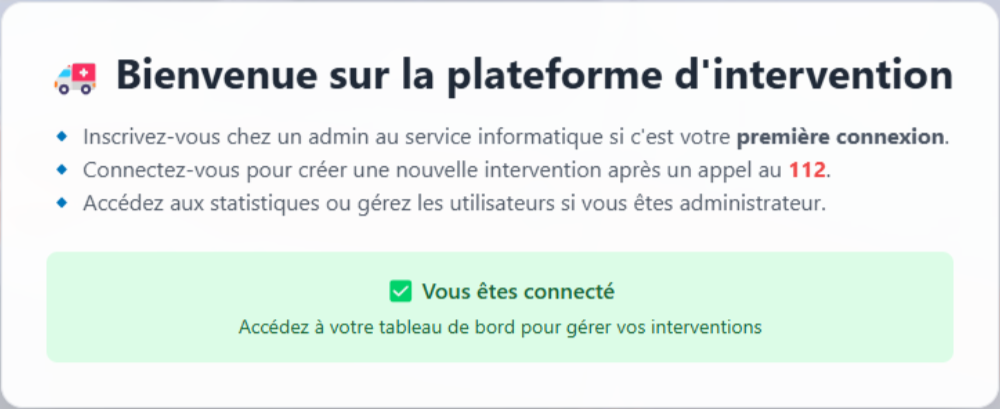 Bienvenue sur la plateforme d'intervention
Inscrivez-vous chez un admin au service informatique si c'est votre première connexion.
Connectez-vous pour créer une nouvelle intervention après un appel au 112.
Accédez aux statistiques ou gérez les utilisateurs si vous êtes administrateur.
Vous êtes connecté
Accédez à votre tableau de bord pour gérer vos interventions